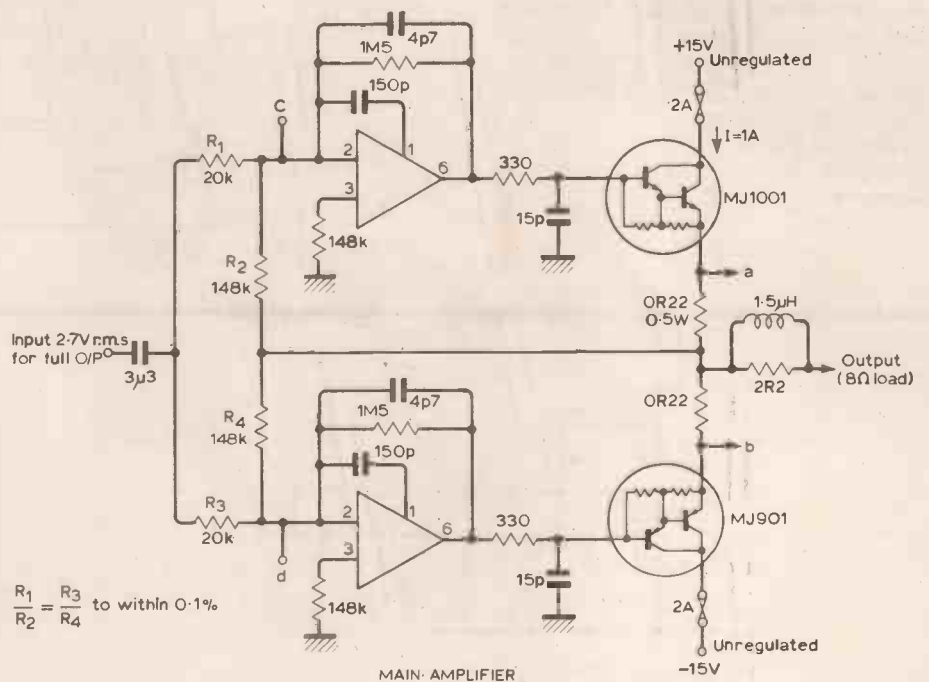 4p7
1M5
150p
C
R1
20k
2
1
3
6
148k
R2
148k
330
15p
+15V
Unregulated
2A
I=1A
MJ1001
a
OR22
0.5W
1·5µH
2R2
Output
(8Ω load)
Input 2·7V r.m.s
for full O/P
3µ3
R4
148k
4p7
1M5
150p
R3
20k
d
2
1
3
6
148k
330
15p
OR22
b
MJ901
2A
Unregulated
-15V
R1/R2 = R3/R4 to within 0·1%
MAIN AMPLIFIER